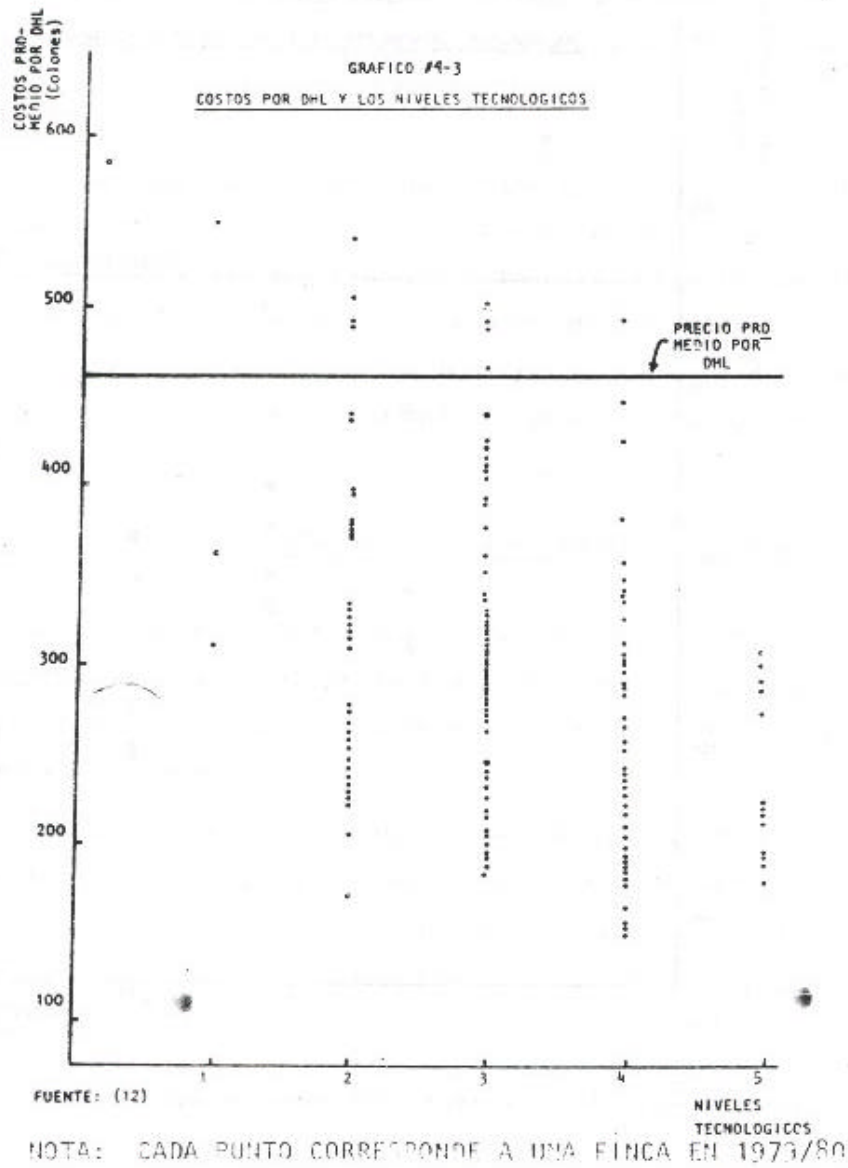 COSTOS PRO-
MEDIO POR DHL
(Colones)
GRAFICO #4-3
COSTOS POR DHL Y LOS NIVELES TECNOLOGICOS
600
500
PRECIO PRO
MEDIO POR
DHL
400
300
200
100
1 2 3 4 5
FUENTE: (12)
NIVELES
TECNOLOGICOS
NOTA: CADA PUNTO CORRESPONDE A UNA FINCA EN 1979/80